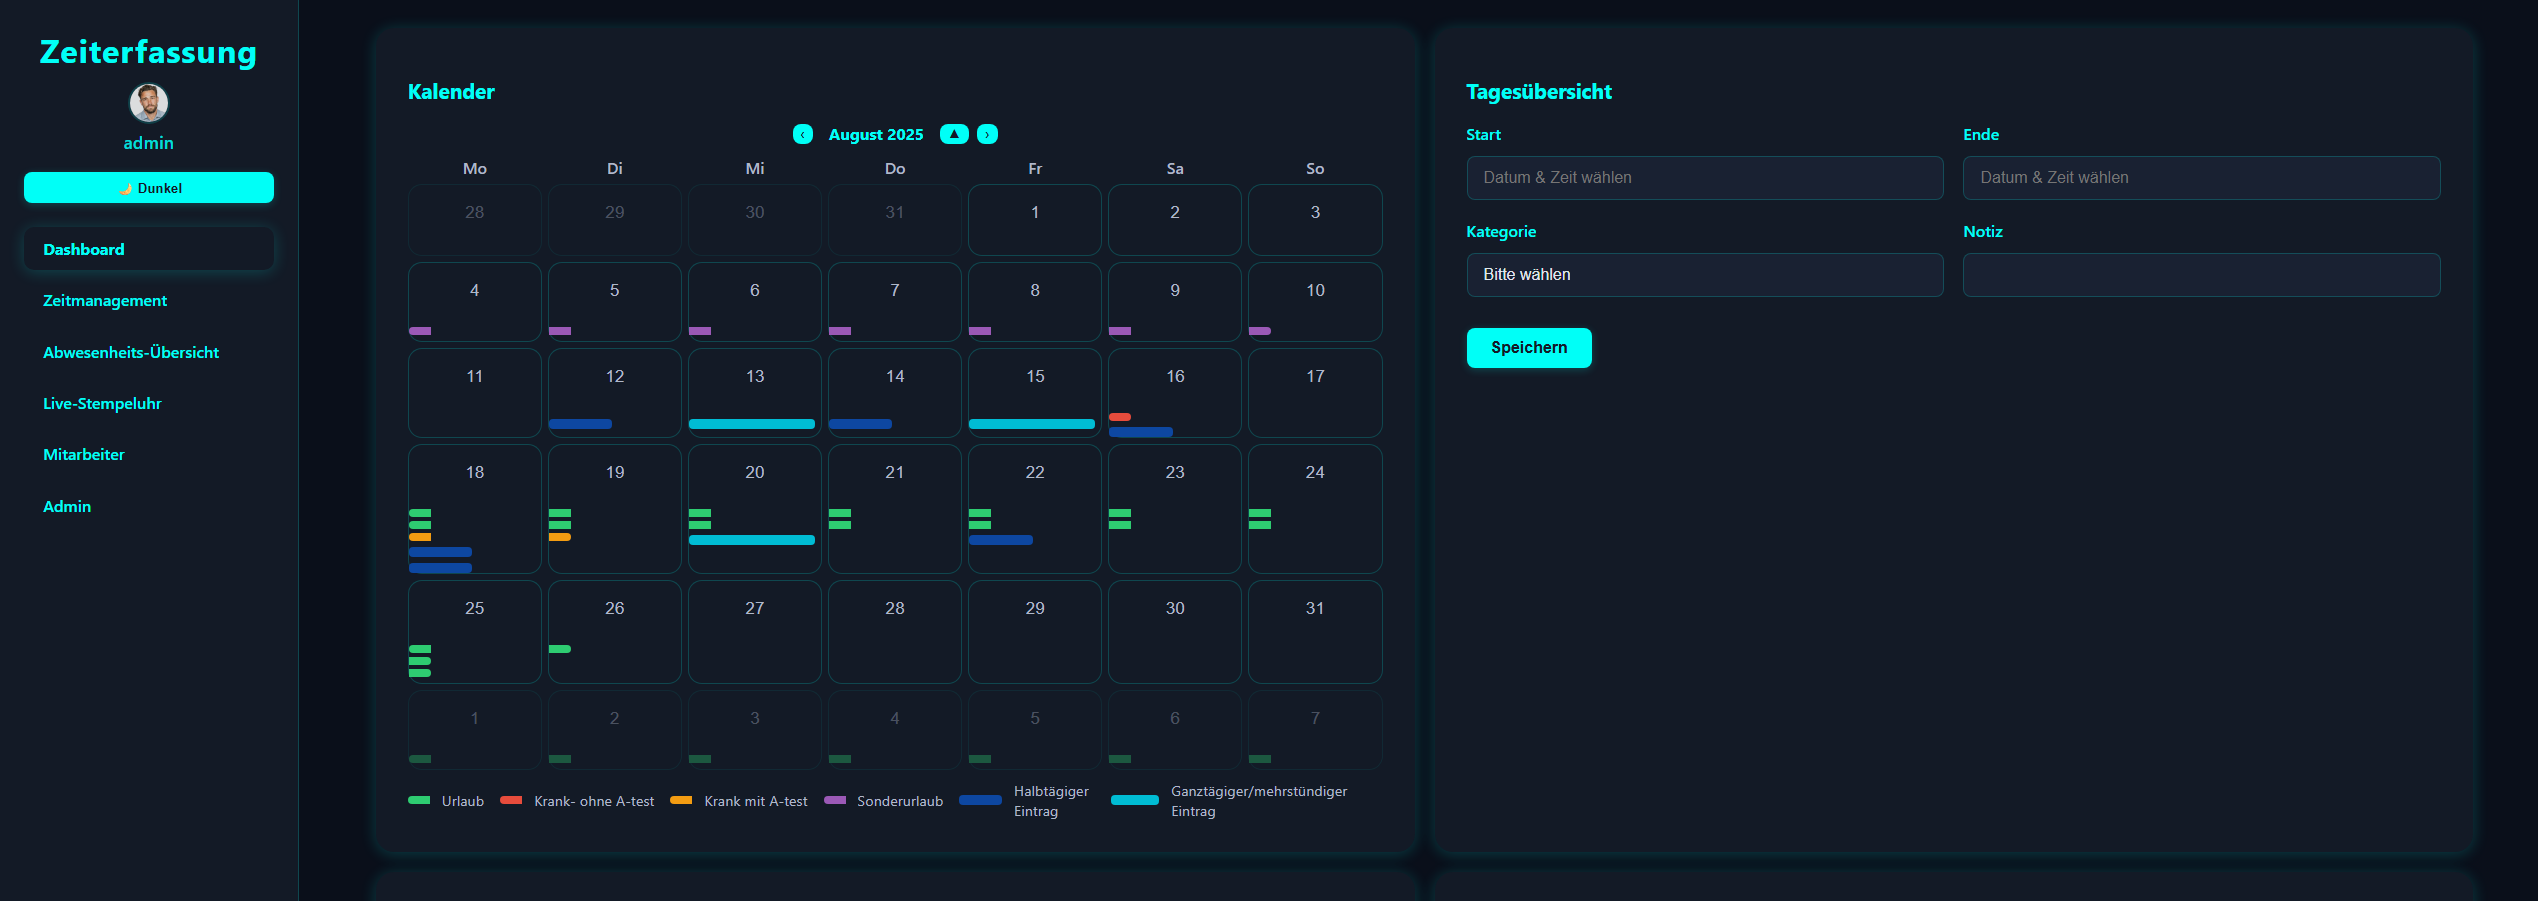 Zeiterfassung
admin
🌙 Dunkel
Dashboard
Zeitmanagement
Abwesenheits-Übersicht
Live-Stempeluhr
Mitarbeiter
Admin
Kalender
‹ August 2025 ▲ ›
Mo Di Mi Do Fr Sa So
28 29 30 31 1 2 3
4 5 6 7 8 9 10
11 12 13 14 15 16 17
18 19 20 21 22 23 24
25 26 27 28 29 30 31
1 2 3 4 5 6 7
Urlaub Krank- ohne A-test Krank mit A-test Sonderurlaub
Halbtägiger
Eintrag
Ganztägiger/mehrstündiger
Eintrag
Tagesübersicht
Start Ende
Datum & Zeit wählen Datum & Zeit wählen
Kategorie Notiz
Bitte wählen
Speichern